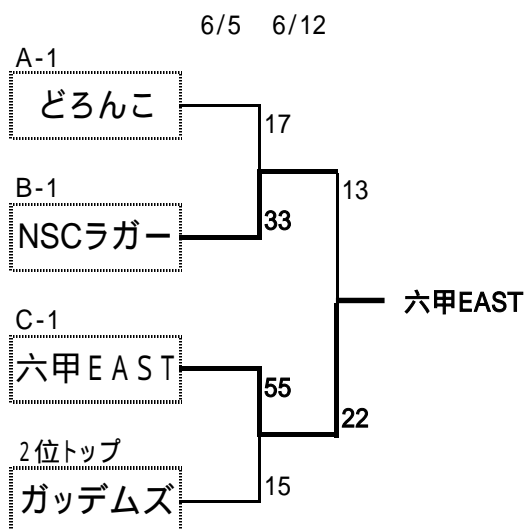 6/5 6/12
A-1
どろんこ
17
B-1
13
NSCラガー
33
六甲EAST
C-1
六甲EAST
55
22
2位トップ
ガッデムズ
15